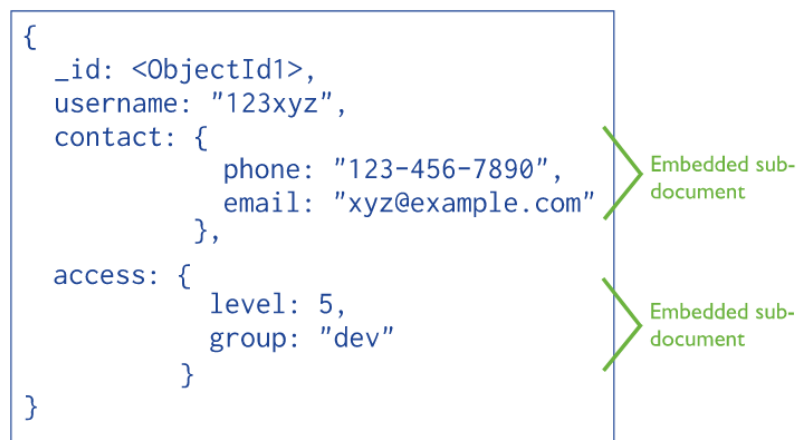 {
_id: <ObjectId1>,
username: "123xyz",
contact: {
phone: "123-456-7890",
email: "xyz@example.com"
},
Embedded sub-
document
access: {
level: 5,
group: "dev"
}
Embedded sub-
document
}